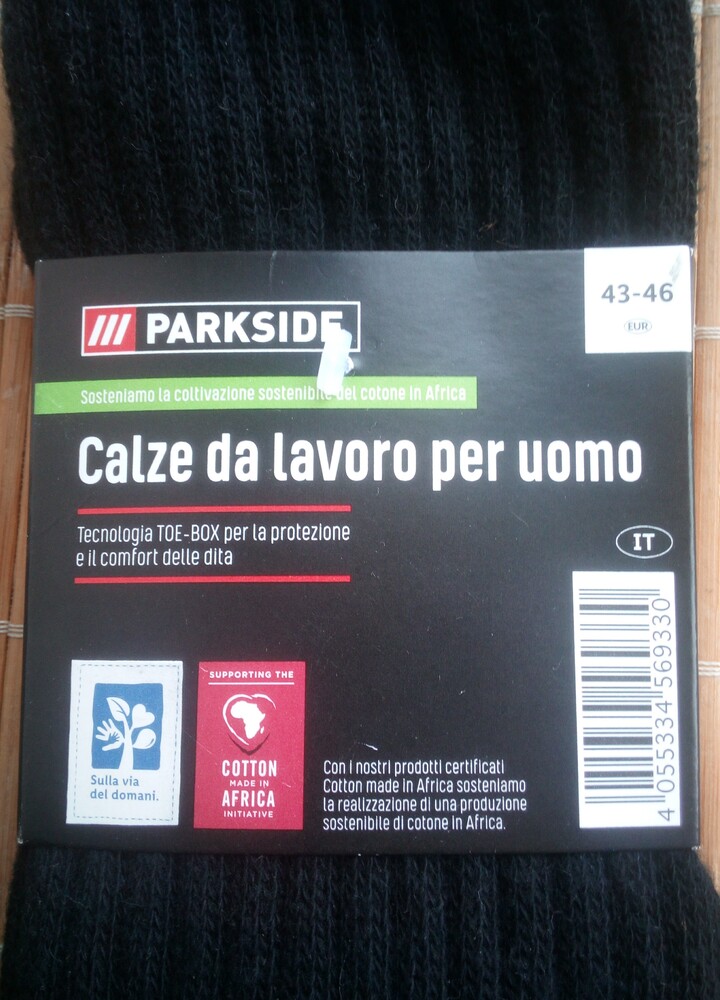 PARKSIDE
43-46
EUR
Sosteniamo la coltivazione sostenibile del cotone in Africa
Calze da lavoro per uomo
Tecnologia TOE-BOX per la protezione
e il comfort delle dita
IT
Sulla via
del domani.
SUPPORTING THE
COTTON
MADE IN
AFRICA
INITIATIVE
Con i nostri prodotti certificati
Cotton made in Africa sosteniamo
la realizzazione di una produzione
sostenibile di cotone in Africa.
4 055334 569330